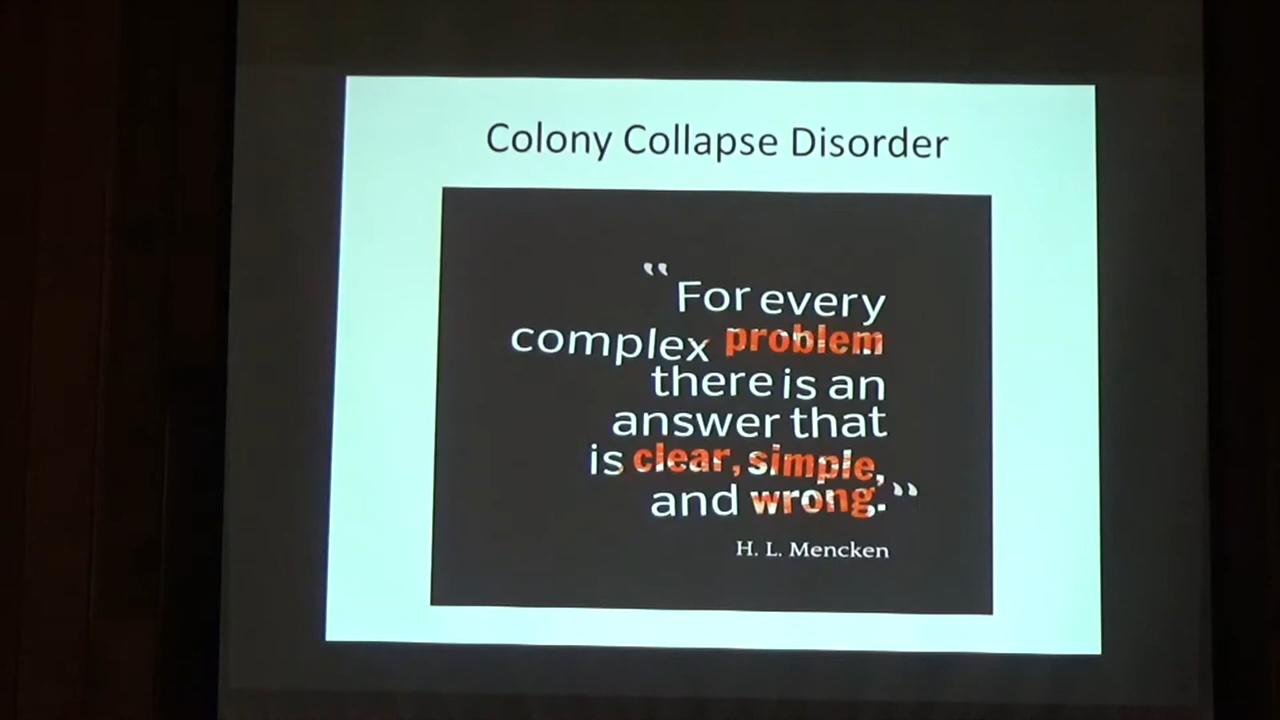 Colony Collapse Disorder
“
For every
complex problem
there is an
answer that
is clear, simple,
and wrong.”
H. L. Mencken